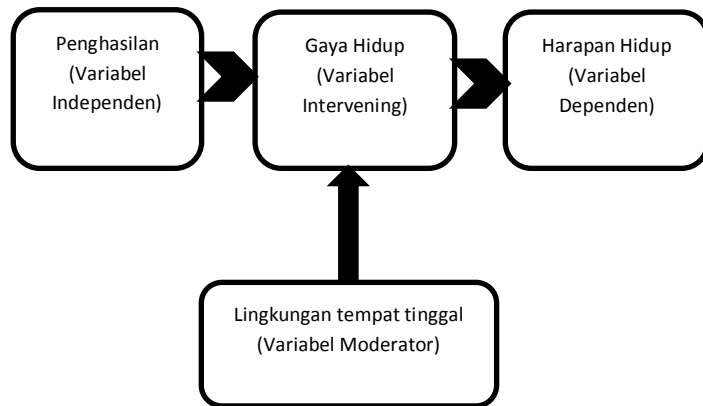 Penghasilan
(Variabel
Independen)
Gaya Hidup
(Variabel
Intervening)
Harapan Hidup
(Variabel
Dependen)
Lingkungan tempat tinggal
(Variabel Moderator)